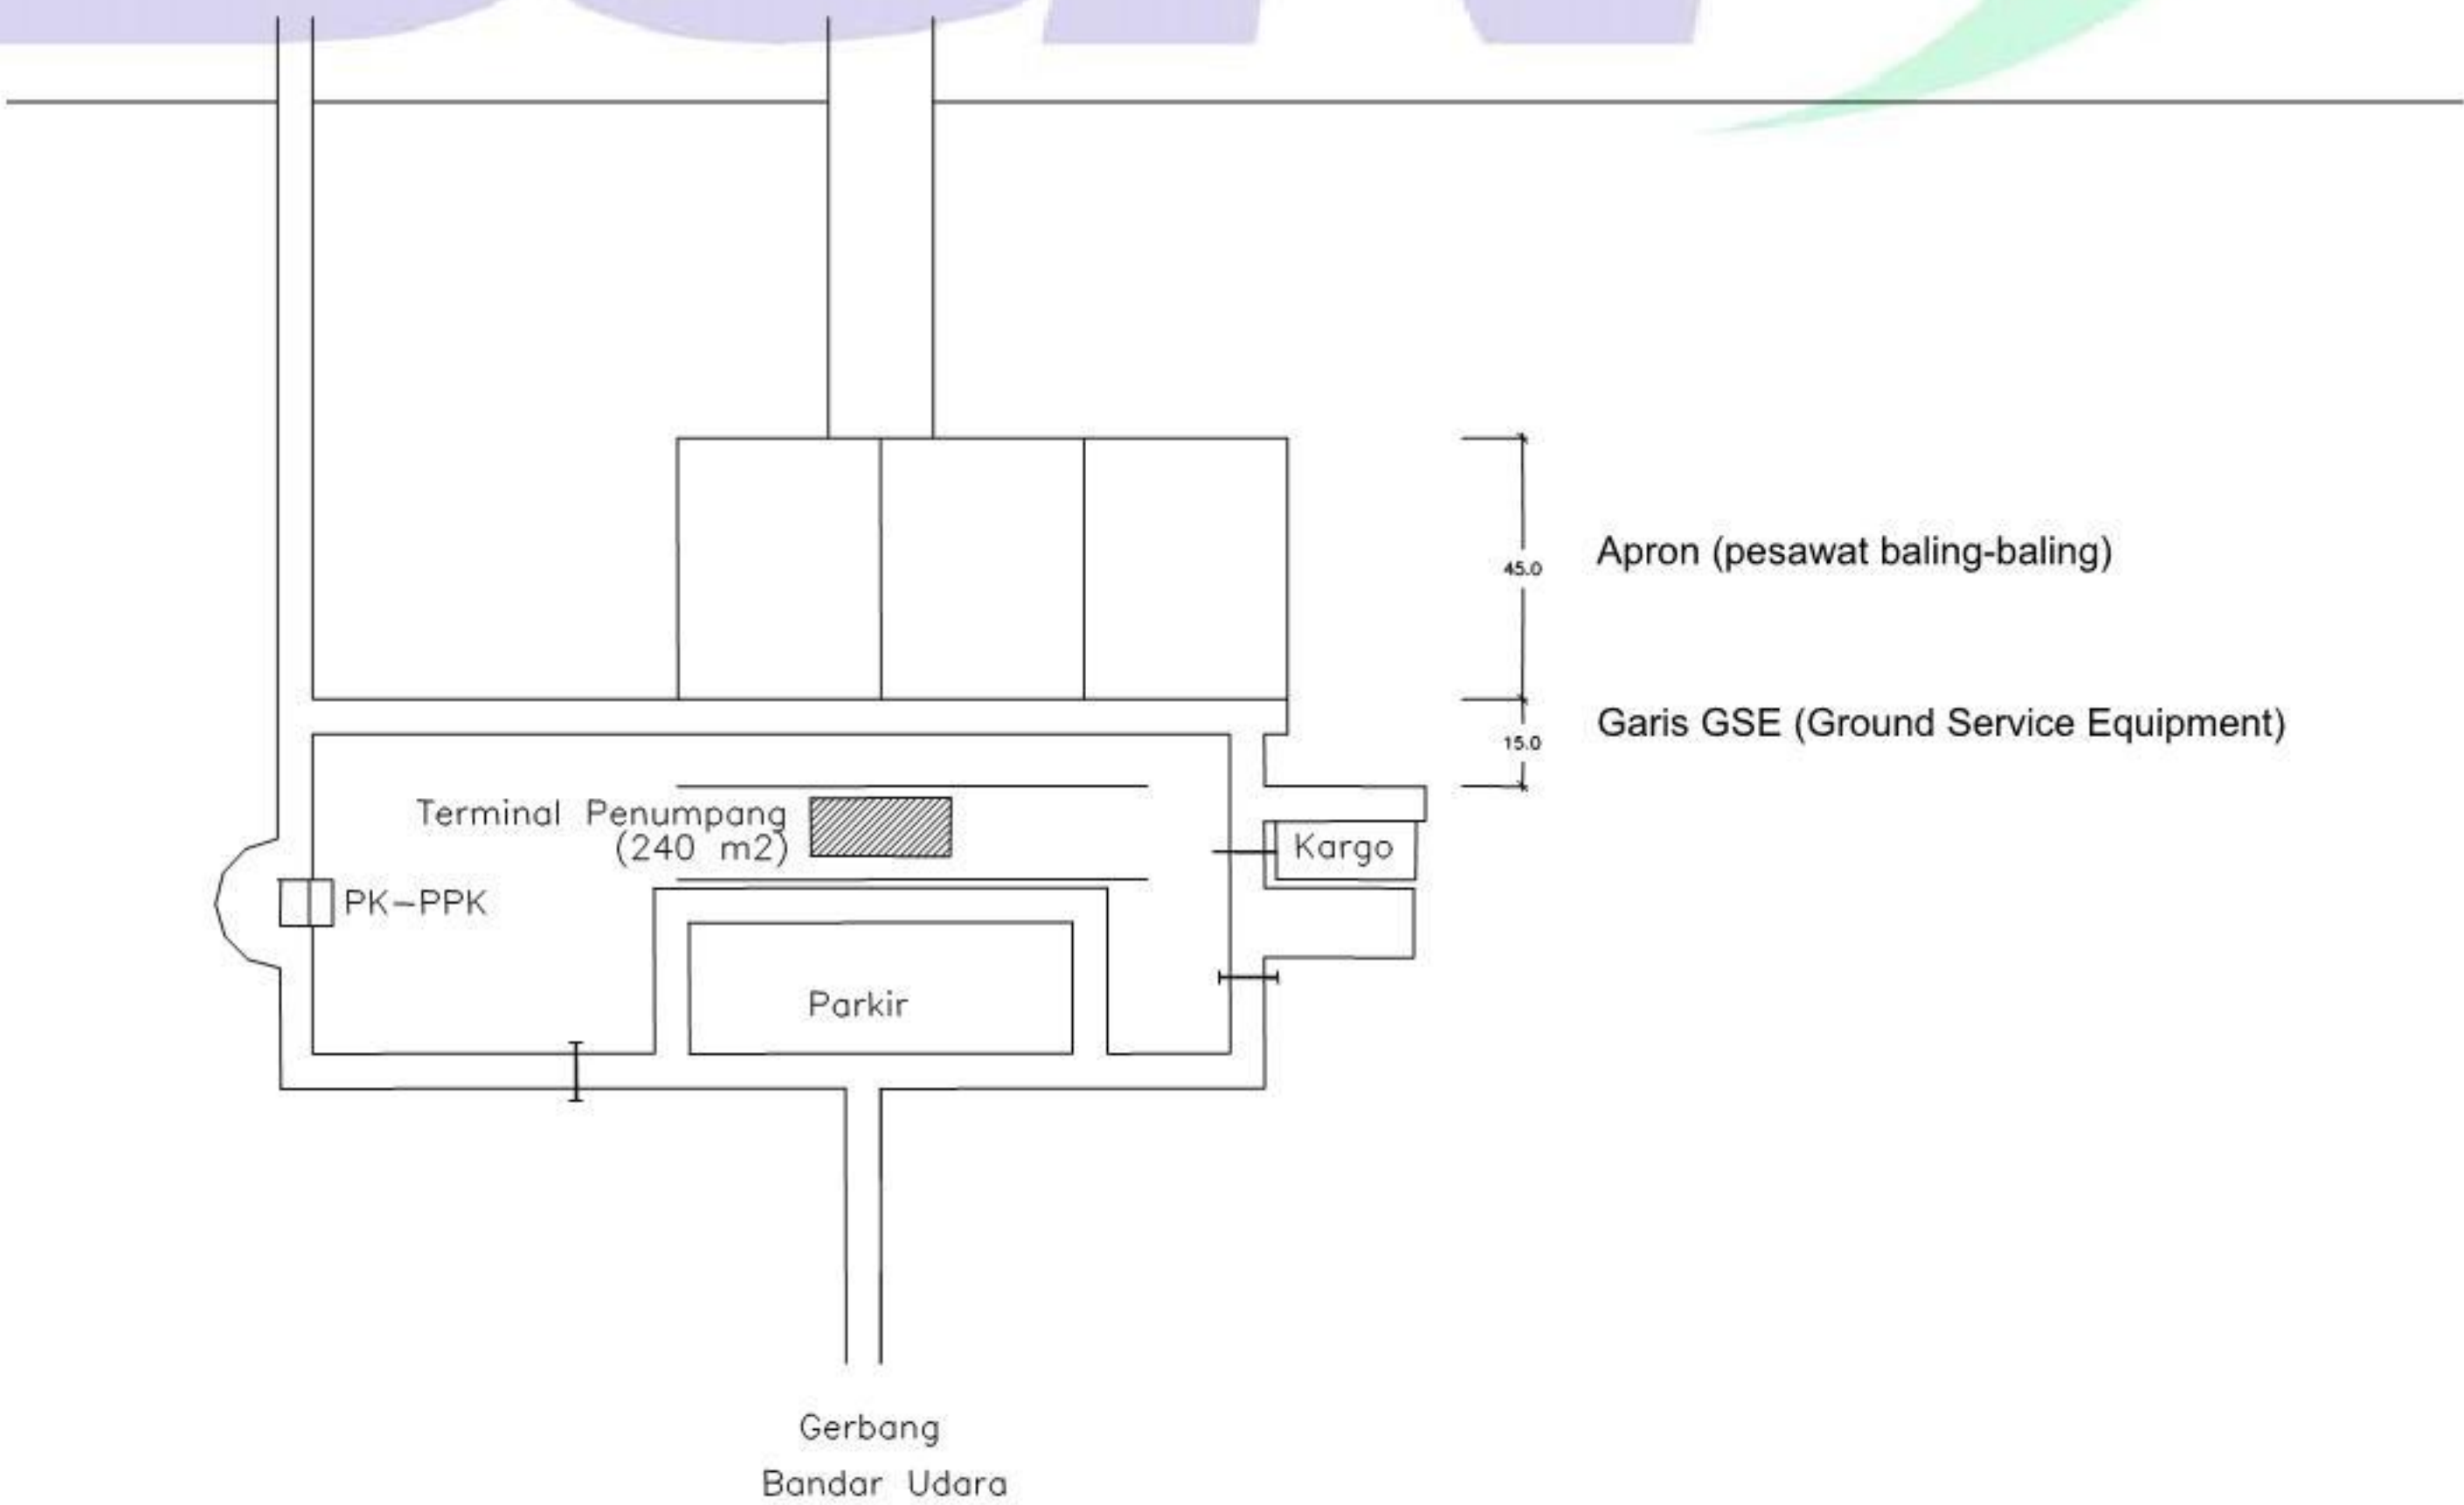 45.0
Apron (pesawat baling-baling)
Garis GSE (Ground Service Equipment)
15.0
Terminal Penumpang
(240 m2)
Kargo
PK-PPK
Parkir
Gerbang
Bandar Udara